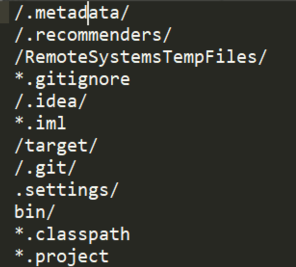 /.metadata/
/.recommenders/
/RemoteSystemsTempFiles/
*.gitignore
/.idea/
*.iml
/target/
/.git/
.settings/
bin/
*.classpath
*.project